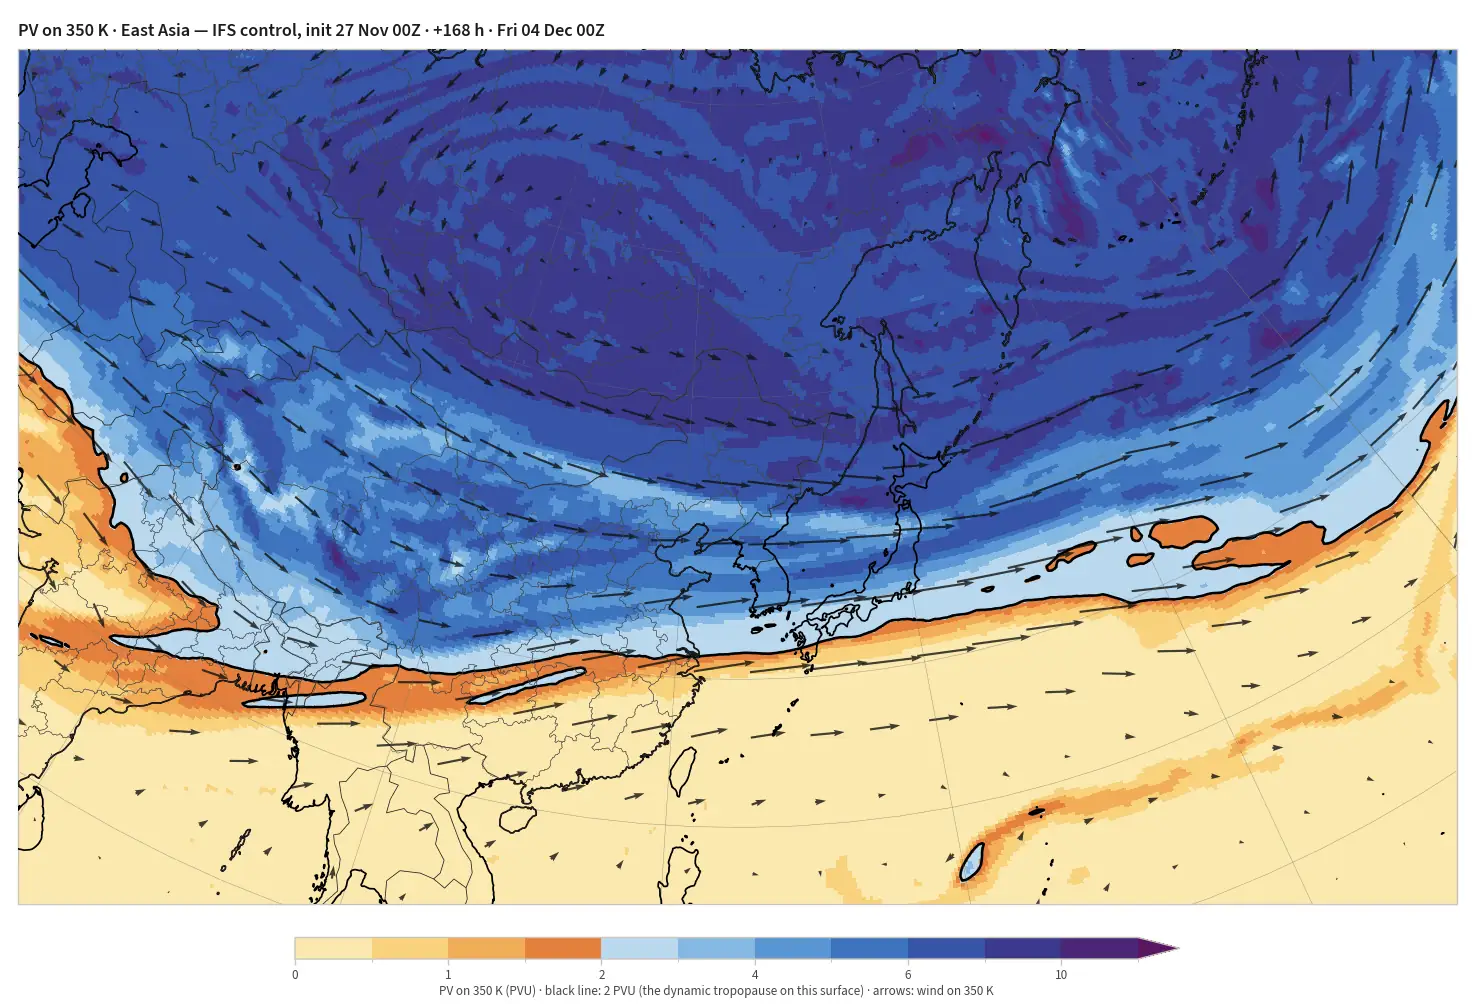 PV on 350 K · East Asia — IFS control, init 27 Nov 00Z · +168 h · Fri 04 Dec 00Z
0 1 2 4 6 10
PV on 350 K (PVU) · black line: 2 PVU (the dynamic tropopause on this surface) · arrows: wind on 350 K